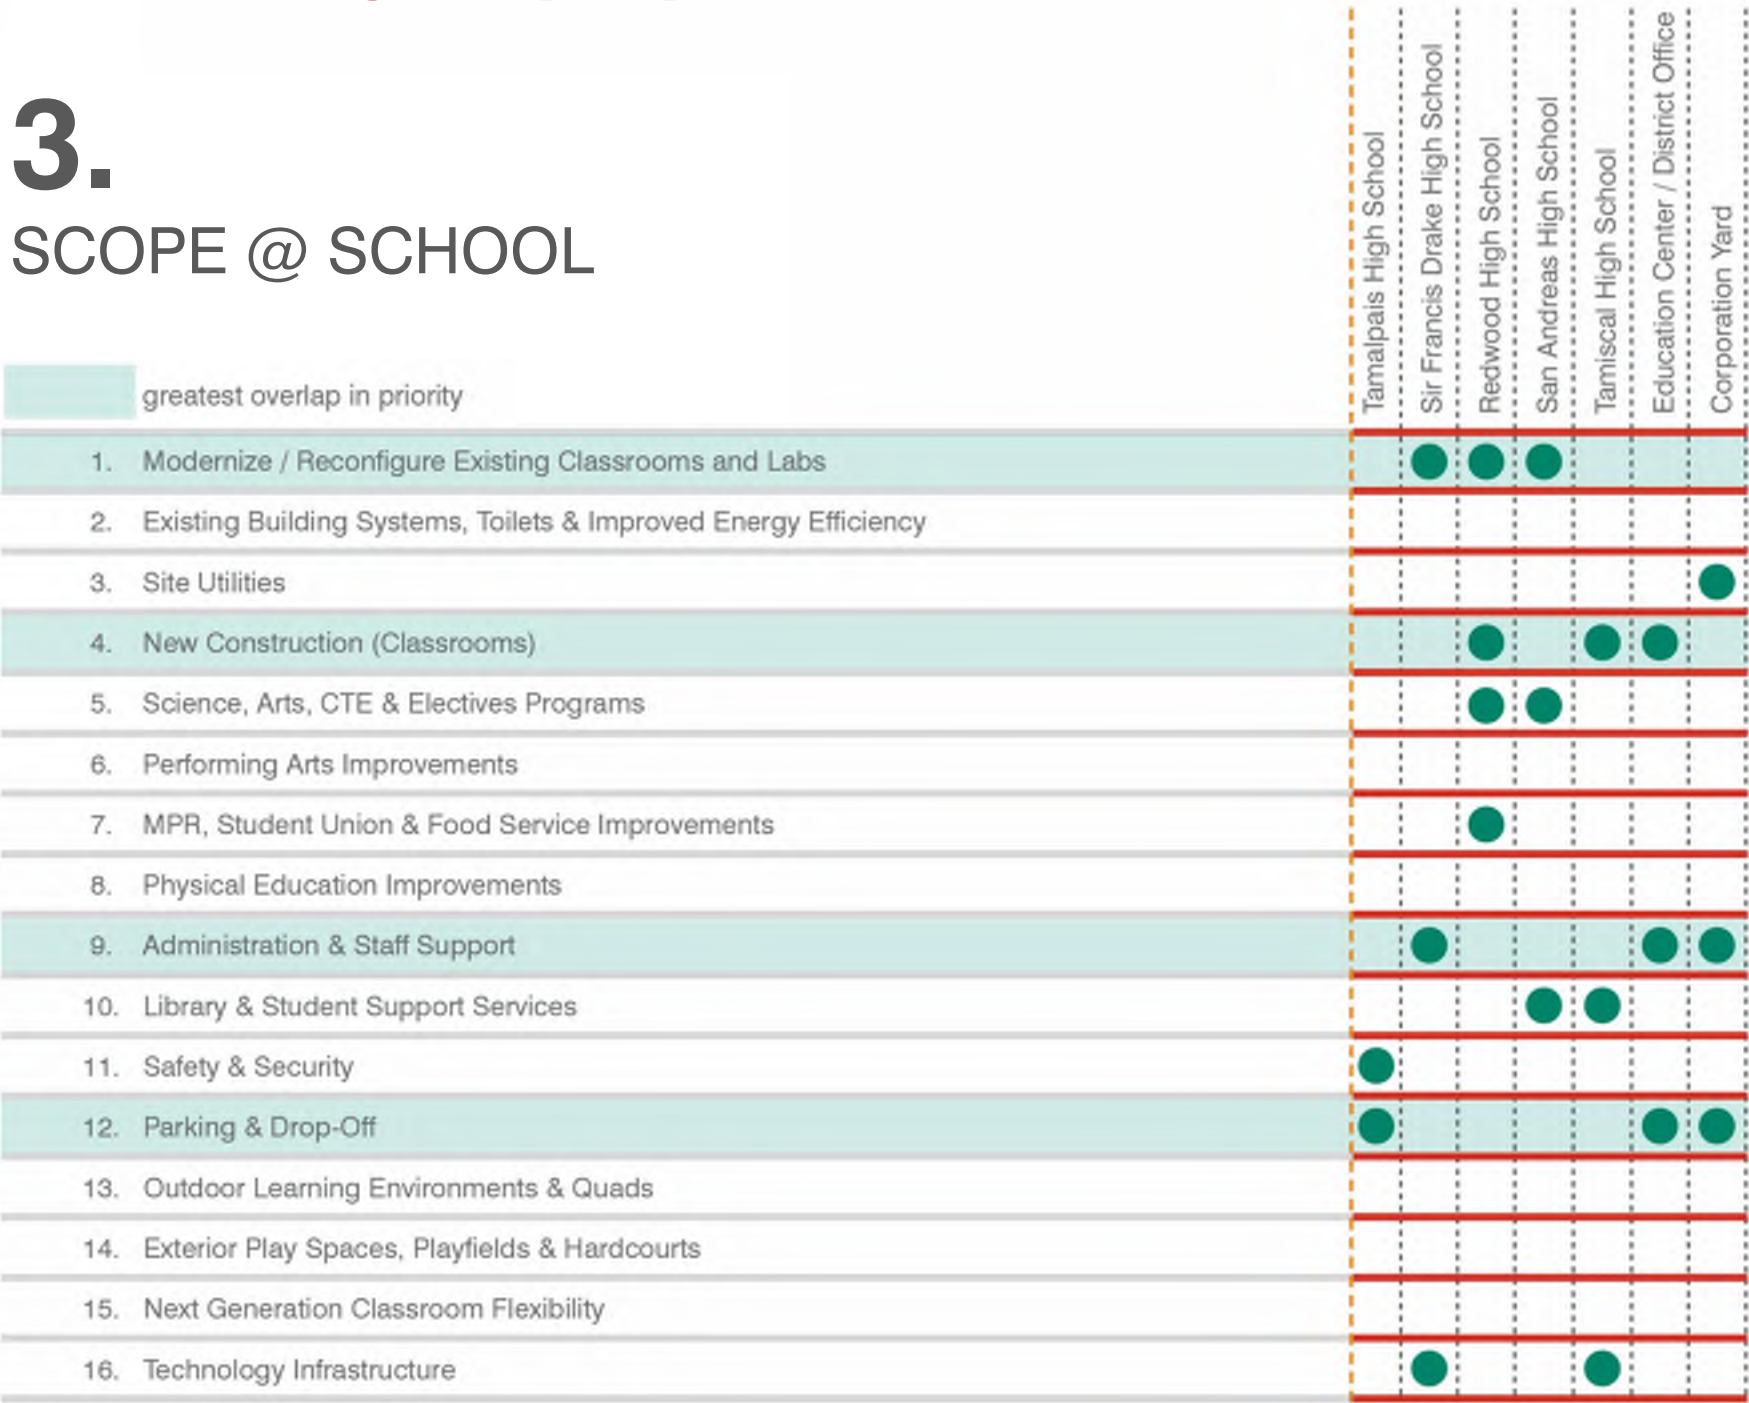 3.
SCOPE @ SCHOOL
greatest overlap in priority
Tamalpais High School
Sir Francis Drake High School
Redwood High School
San Andreas High School
Tamiscal High School
Education Center / District Office
Corporation Yard
1. Modernize / Reconfigure Existing Classrooms and Labs
2. Existing Building Systems, Toilets & Improved Energy Efficiency
3. Site Utilities
4. New Construction (Classrooms)
5. Science, Arts, CTE & Electives Programs
6. Performing Arts Improvements
7. MPR, Student Union & Food Service Improvements
8. Physical Education Improvements
9. Administration & Staff Support
10. Library & Student Support Services
11. Safety & Security
12. Parking & Drop-Off
13. Outdoor Learning Environments & Quads
14. Exterior Play Spaces, Playfields & Hardcourts
15. Next Generation Classroom Flexibility
16. Technology Infrastructure